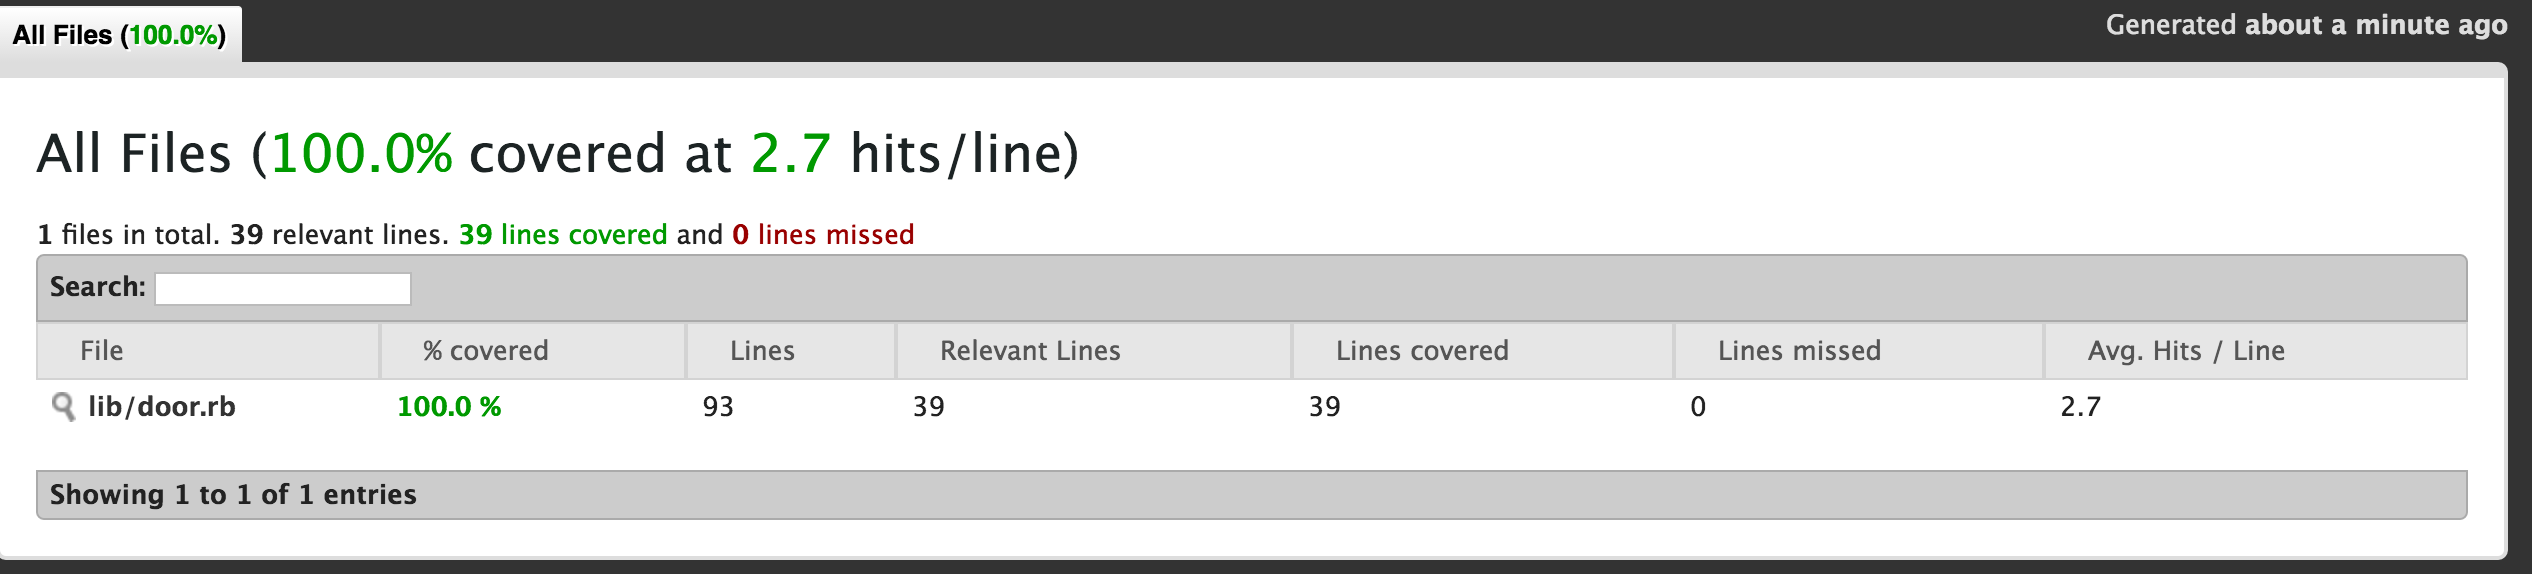 All Files (100.0%)
Generated about a minute ago
All Files (100.0% covered at 2.7 hits/line)
1 files in total. 39 relevant lines. 39 lines covered and 0 lines missed
Search:
File % covered Lines Relevant Lines Lines covered Lines missed Avg. Hits / Line
lib/door.rb 100.0 % 93 39 39 0 2.7
Showing 1 to 1 of 1 entries